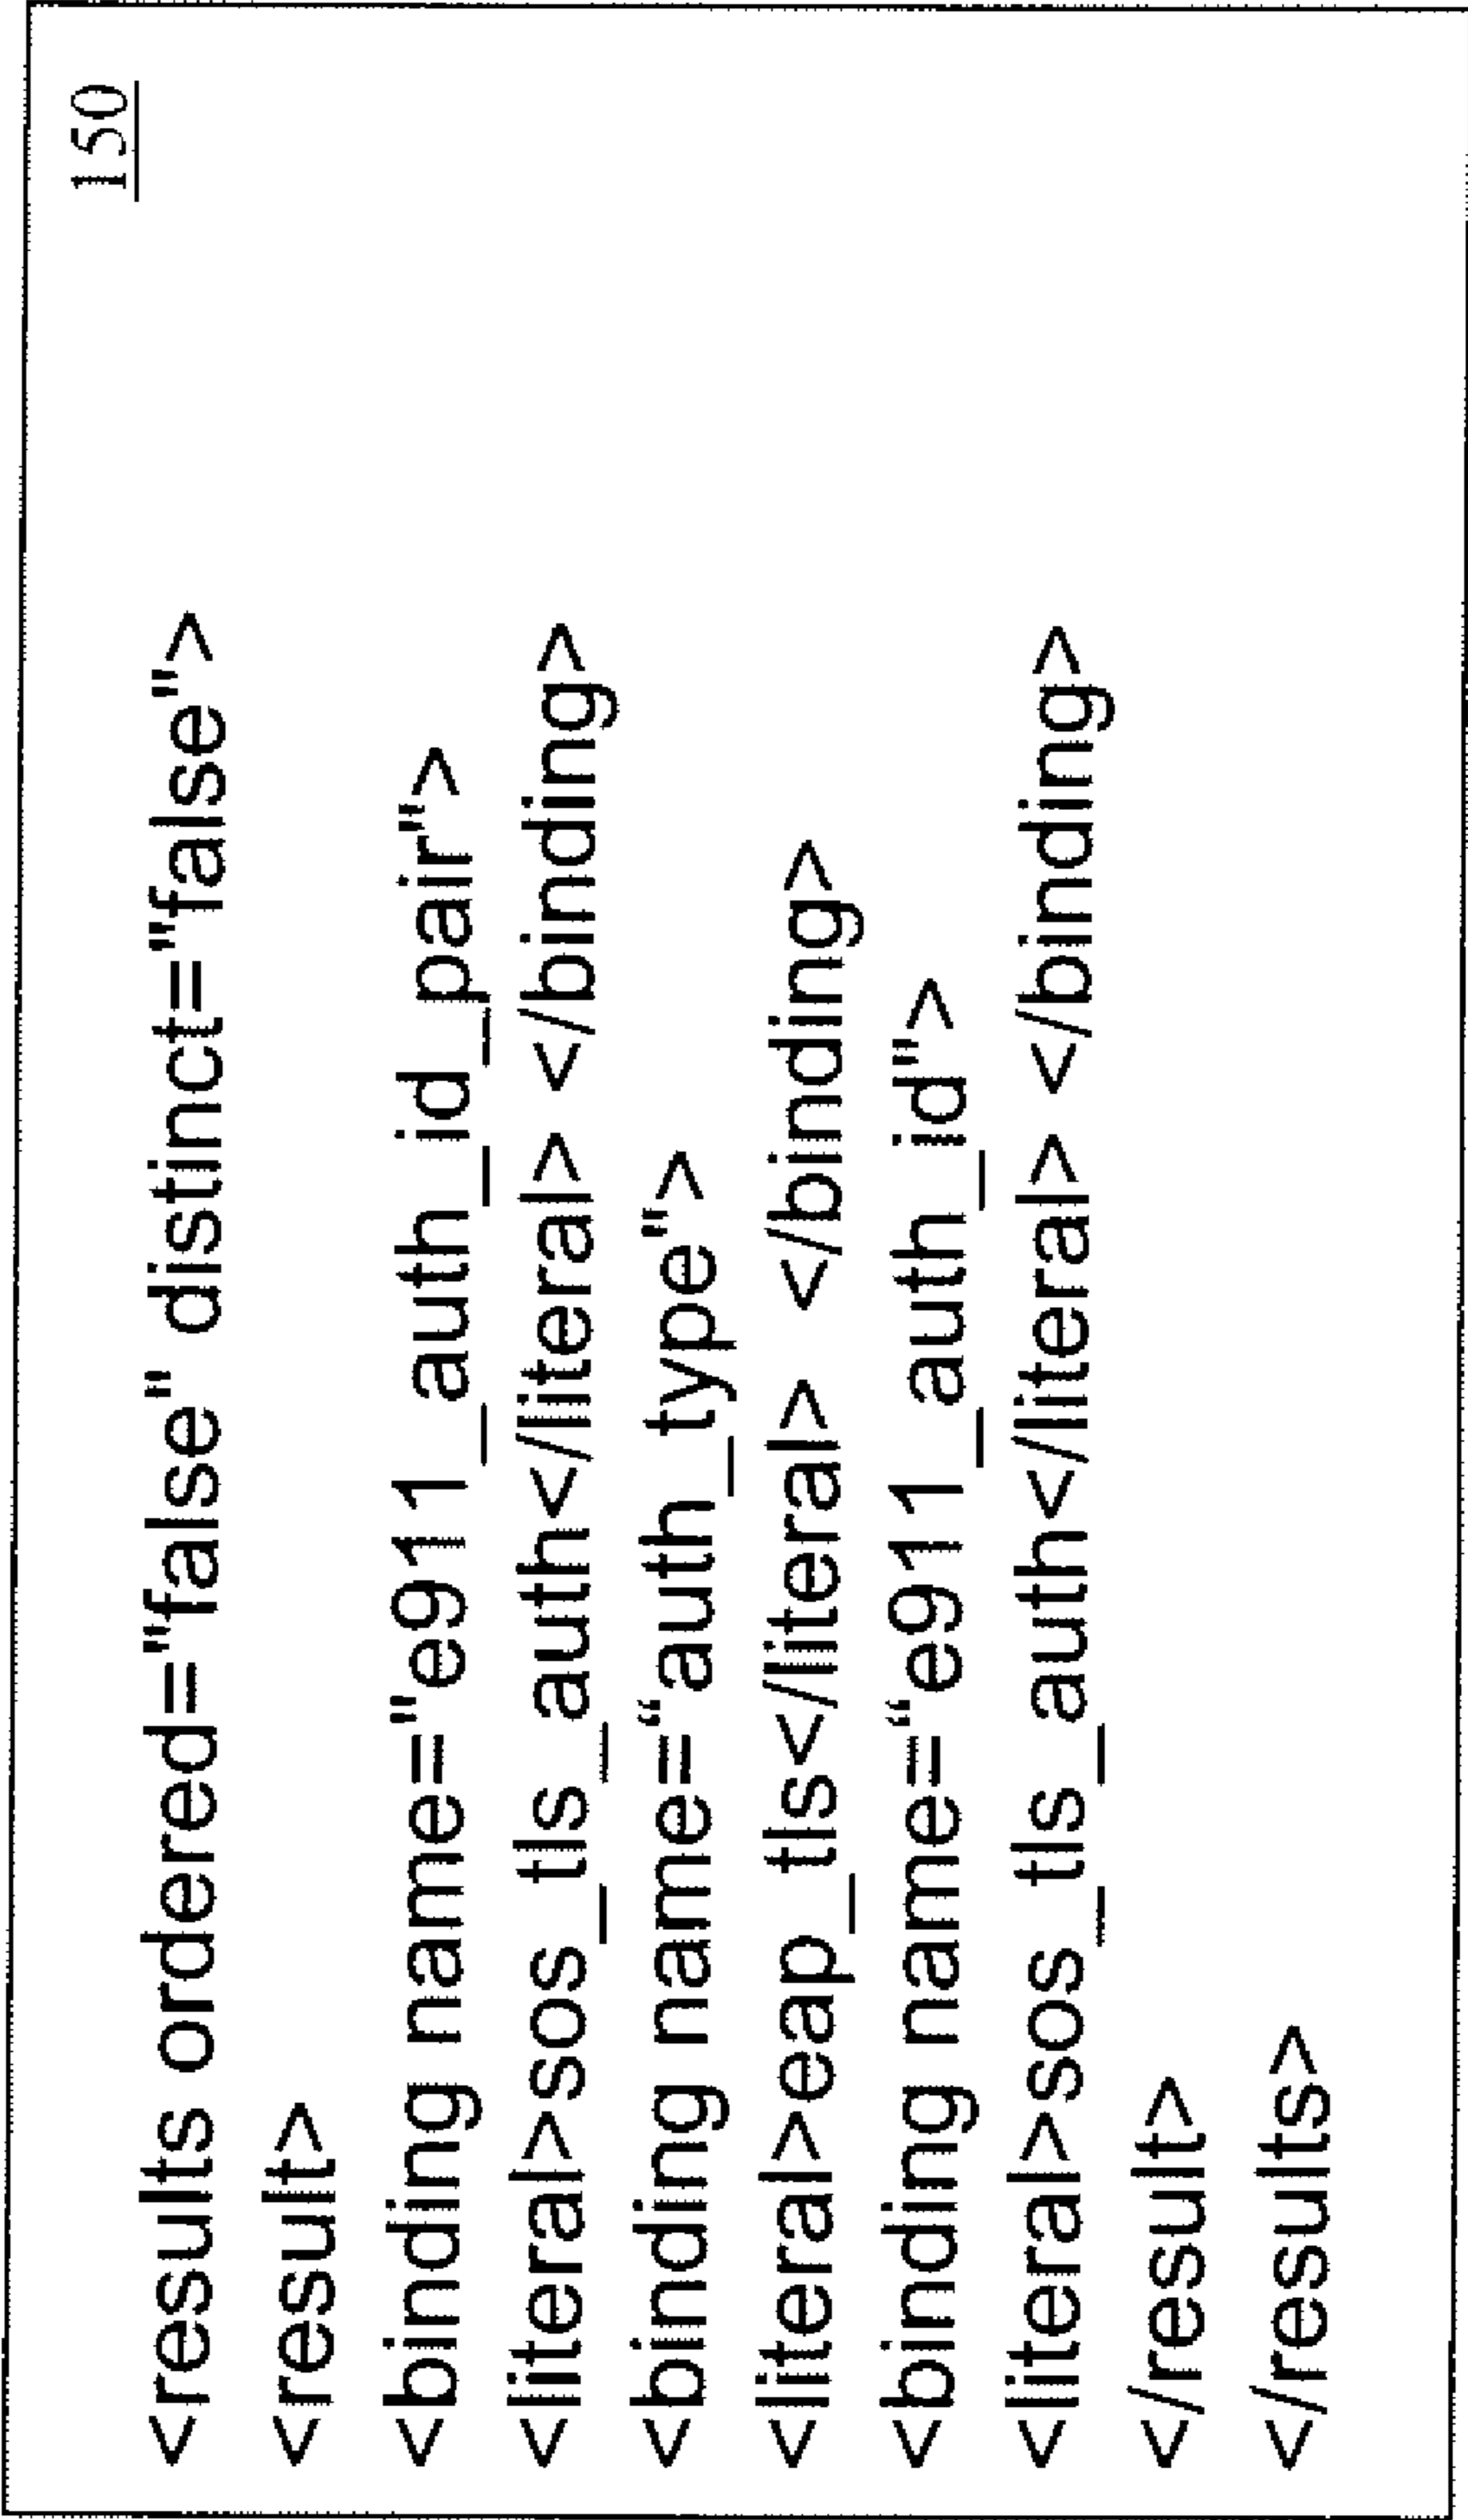 150
<results ordered="false" distinct="false">
<result>
<binding name="e911_auth_id_pair">
<literal>sos_tls_auth</literal> </binding>
<binding name=“auth_type">
<literal>eap_tls</literal> </binding>
<binding name=“e911_auth_id">
<literal>sos_tls_auth</literal> </binding>
</result>
</results>